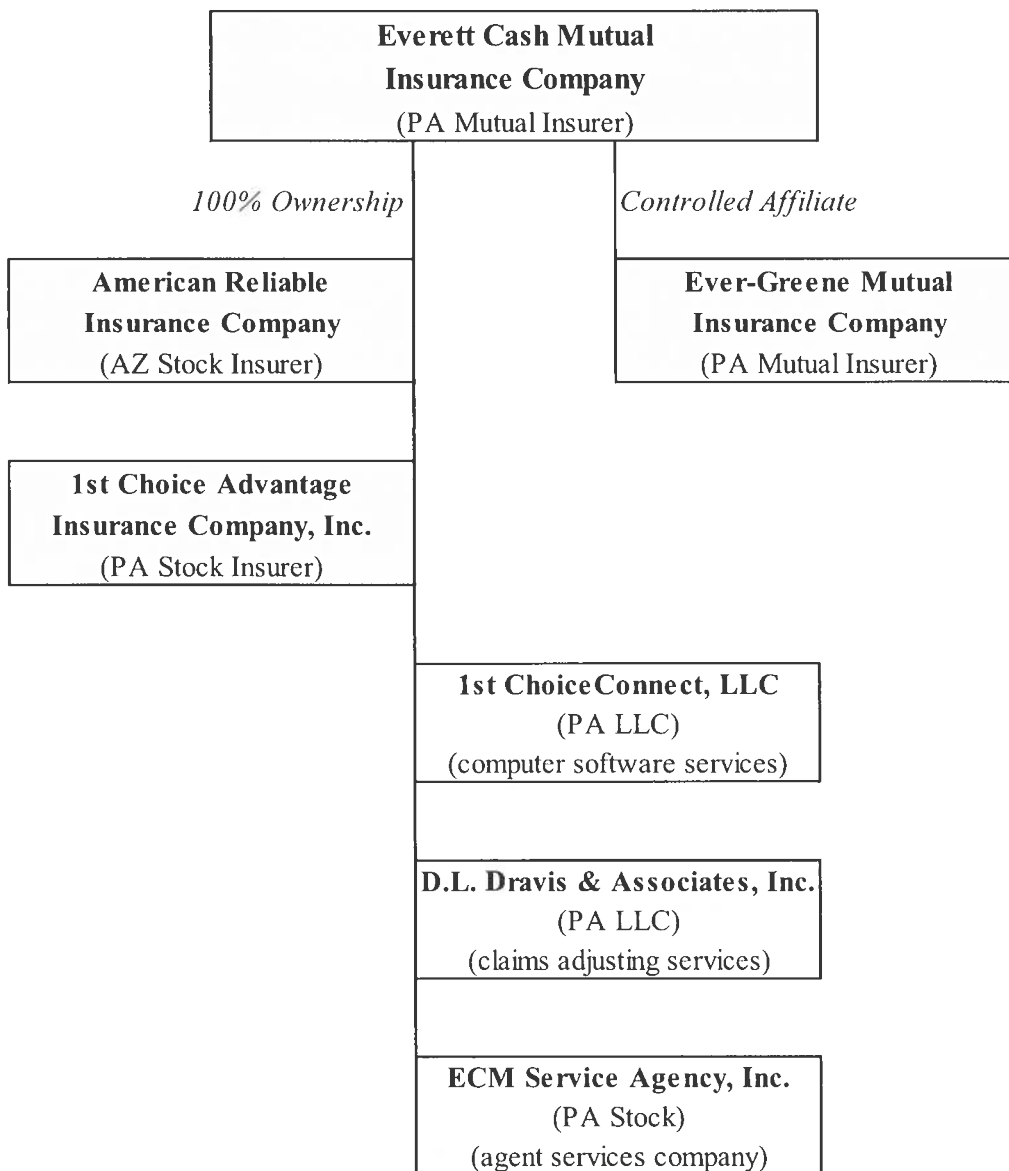 Everett Cash Mutual
Insurance Company
(PA Mutual Insurer)
100% Ownership
Controlled Affiliate
American Reliable
Insurance Company
(AZ Stock Insurer)
Ever-Greene Mutual
Insurance Company
(PA Mutual Insurer)
1st Choice Advantage
Insurance Company, Inc.
(PA Stock Insurer)
1st ChoiceConnect, LLC
(PA LLC)
(computer software services)
D.L. Dravis & Associates, Inc.
(PA LLC)
(claims adjusting services)
ECM Service Agency, Inc.
(PA Stock)
(agent services company)